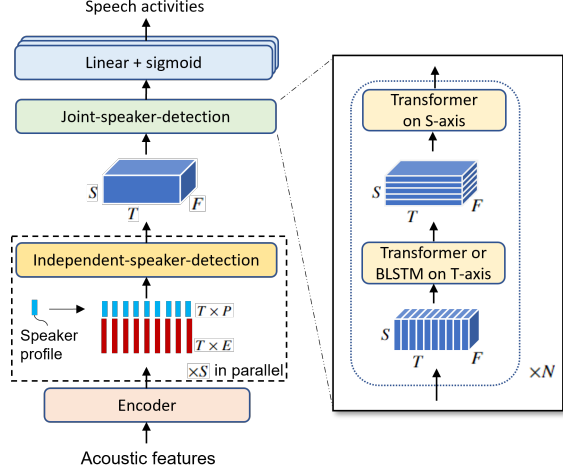 Speech activities
Linear + sigmoid
Joint-speaker-detection
S
T
F
Independent-speaker-detection
Speaker
profile
T × P
T × E
×S in parallel
Encoder
Acoustic features
Transformer
on S-axis
S
T
F
Transformer or
BLSTM on T-axis
S
T
F
×N